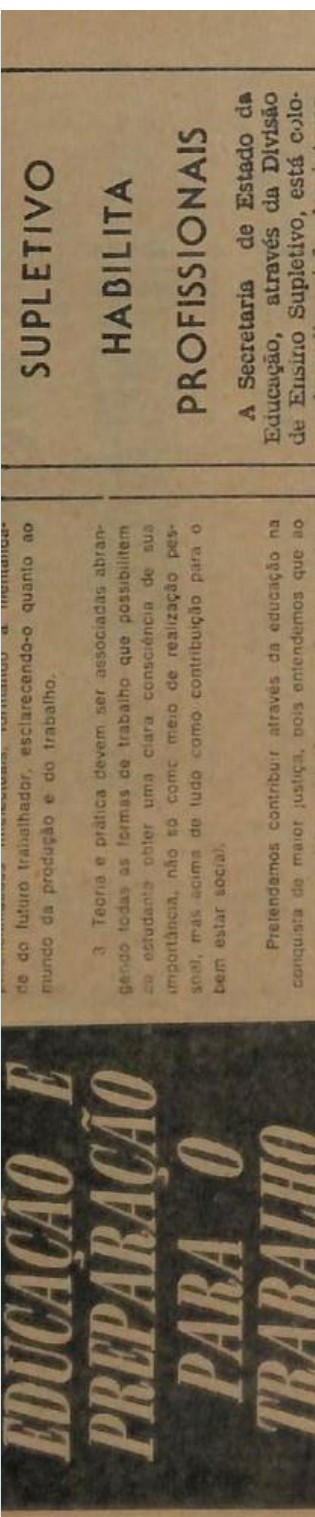 EDUCAÇÃO E
PREPARAÇÃO
PARA O
TRABALHO
de do futuro trabalhador, esclarecendo-o quanto ao
mundo da produção e do trabalho.
3 Teoria e prática devem ser associadas abran-
gendo todas as formas de trabalho que possibilitem
ao estudante obter uma clara consciência de sua
importância, não só como meio de realização pes-
soal, mas acima de tudo como contribuição para o
bem estar social.
Pretendemos contribuir através da educação na
conquista de maior justiça, pois entendemos que ao
SUPLETIVO
HABILITA
PROFISSIONAIS
A Secretaria de Estado da
Educação, através da Divisão
de Ensino Supletivo, está colo-